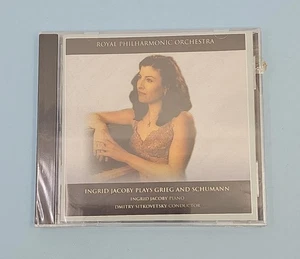 ROYAL PHILHARMONIC ORCHESTRA
INGRID JACOBY PLAYS GRIEG AND SCHUMANN
INGRID JACOBY PIANO
DMITRY SITKOVETSKY CONDUCTOR